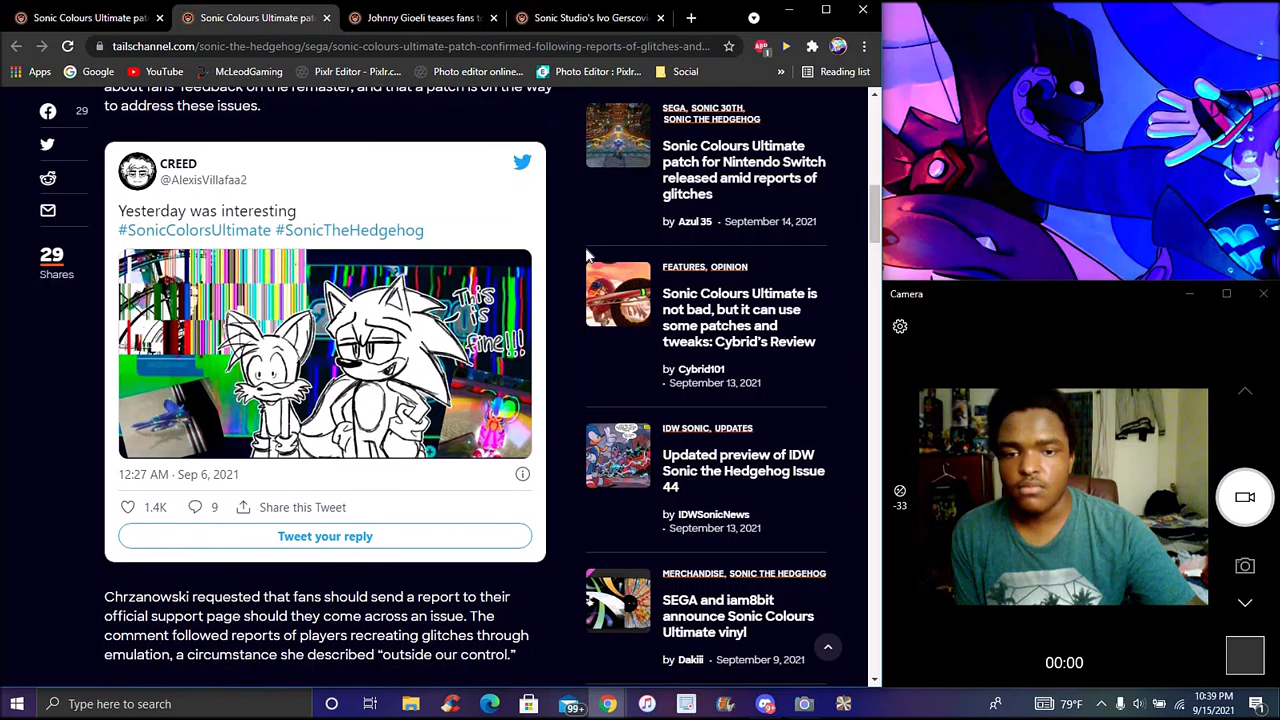 Sonic Colours Ultimate pat
Sonic Colours Ultimate pat
Johnny Gioeli teases fans t
Sonic Studio's Ivo Gerscovi
tailschannel.com/sonic-the-hedgehog/sega/sonic-colours-ultimate-patch-confirmed-following-reports-of-glitches-and...
ABP
1
Apps
Google
YouTube
McLeodGaming
Pixlr Editor - Pixlr.c...
Photo editor online...
Photo Editor : Pixlr...
Social
»
Reading list
about fans' feedback on the remaster, and that a patch is on the way
to address these issues.
29
29
Shares
CREED
@AlexisVillafaa2
Yesterday was interesting
#SonicColorsUltimate #SonicTheHedgehog
This
is
fine!!!
12:27 AM · Sep 6, 2021
1.4K
9
Share this Tweet
Tweet your reply
Chrzanowski requested that fans should send a report to their
official support page should they come across an issue. The
comment followed reports of players recreating glitches through
emulation, a circumstance she described “outside our control.”
SEGA, SONIC 30TH,
SONIC THE HEDGEHOG
Sonic Colours Ultimate
patch for Nintendo Switch
released amid reports of
glitches
by Azul 35 - September 14, 2021
FEATURES, OPINION
Sonic Colours Ultimate is
not bad, but it can use
some patches and
tweaks: Cybrid's Review
by Cybrid101
- September 13, 2021
IDW SONIC, UPDATES
Updated preview of IDW
Sonic the Hedgehog Issue
44
by IDWSonicNews
- September 13, 2021
MERCHANDISE, SONIC THE HEDGEHOG
SEGA and iam8bit
announce Sonic Colours
Ultimate vinyl
by Dakiii - September 9, 2021
Camera
-33
00:00
Type here to search
99+
79°F
10:39 PM
9/15/2021
1